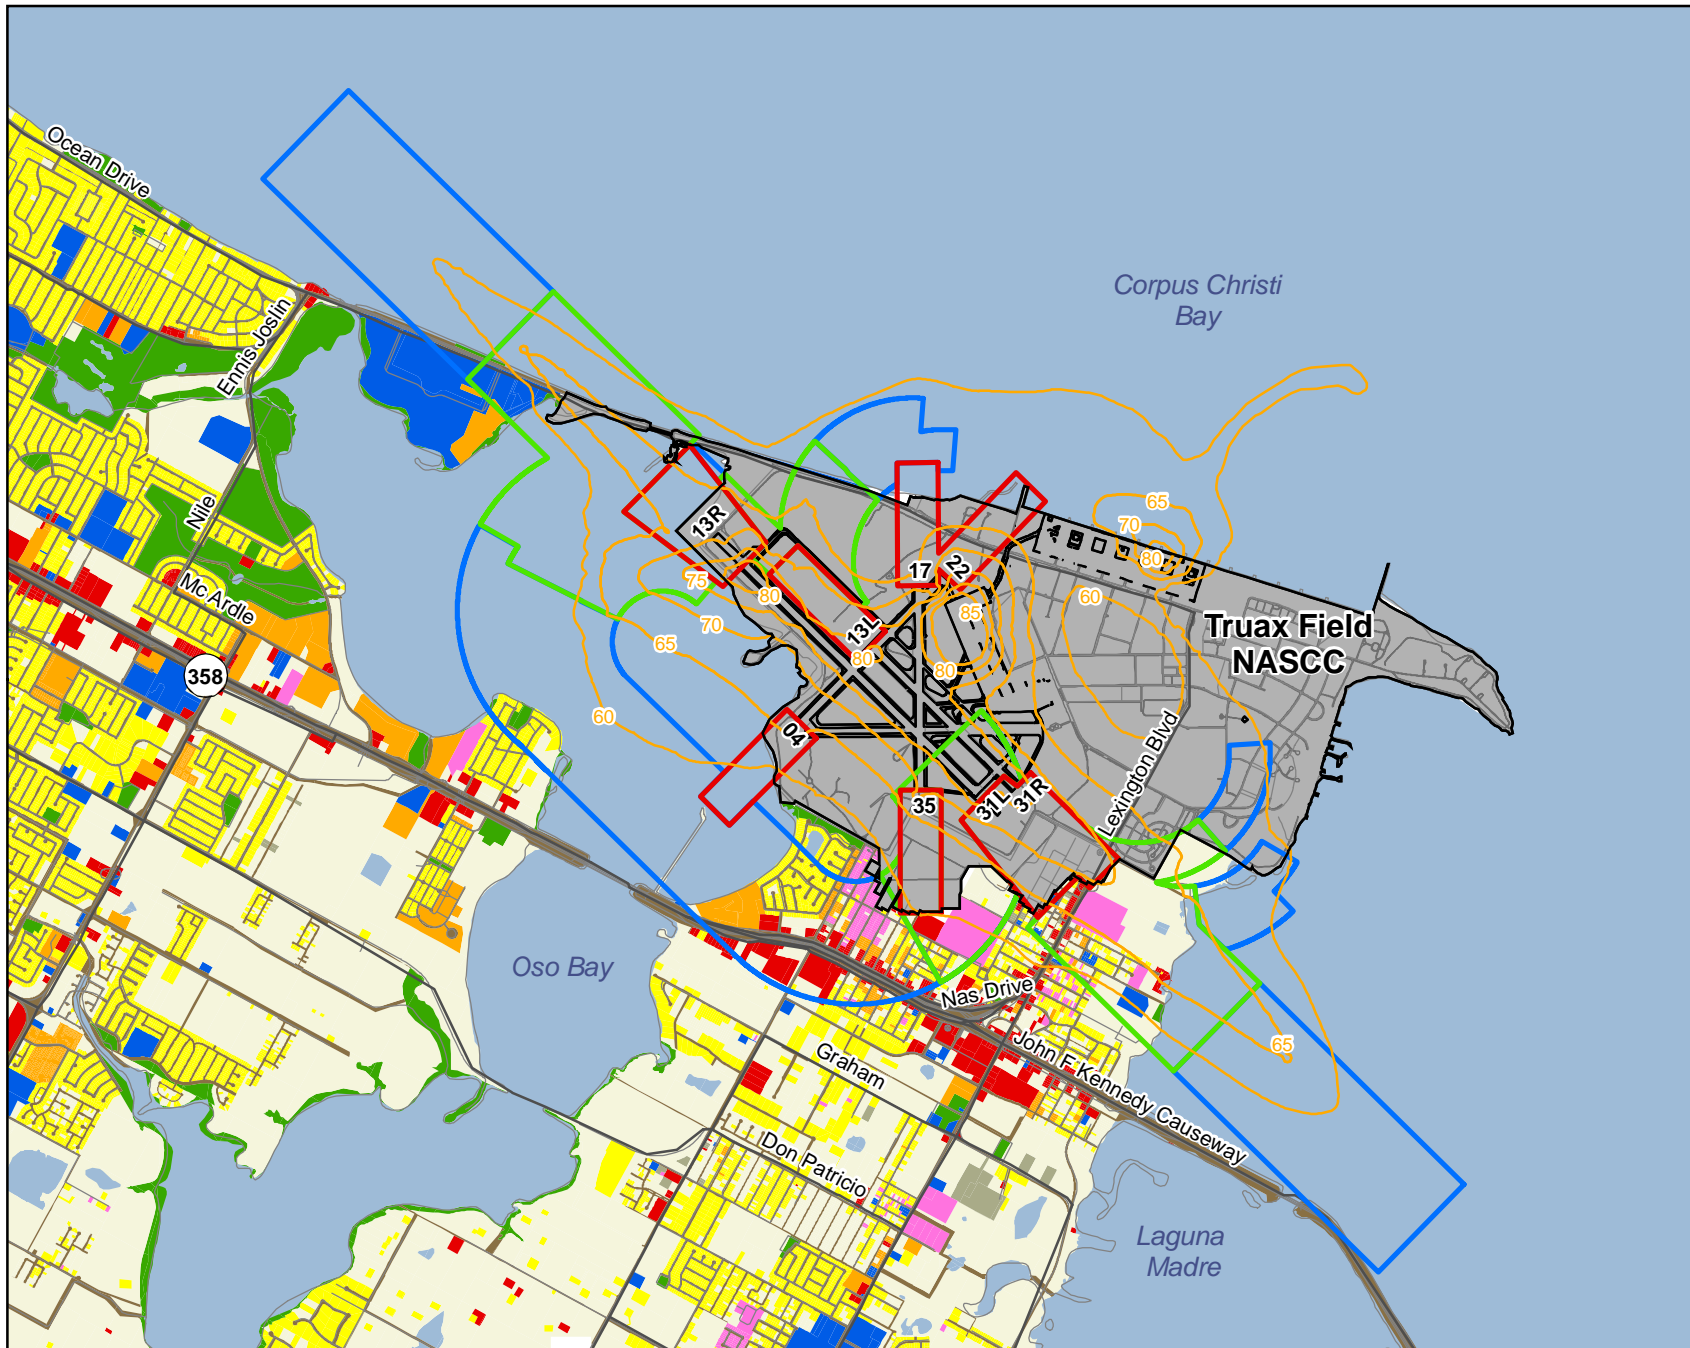 Ocean Drive
Corpus Christi
Bay
Ennis Joslin
Nile
13R
65
70
80
17
22
75
80
60
85
Mc Ardle
70
Truax Field
NASCC
13L
65
80
80
358
60
04
Lexington Blvd
35
31L
31R
Oso Bay
Nas Drive
65
John F Kennedy Causeway
Graham
Don Patricio
Laguna
Madre